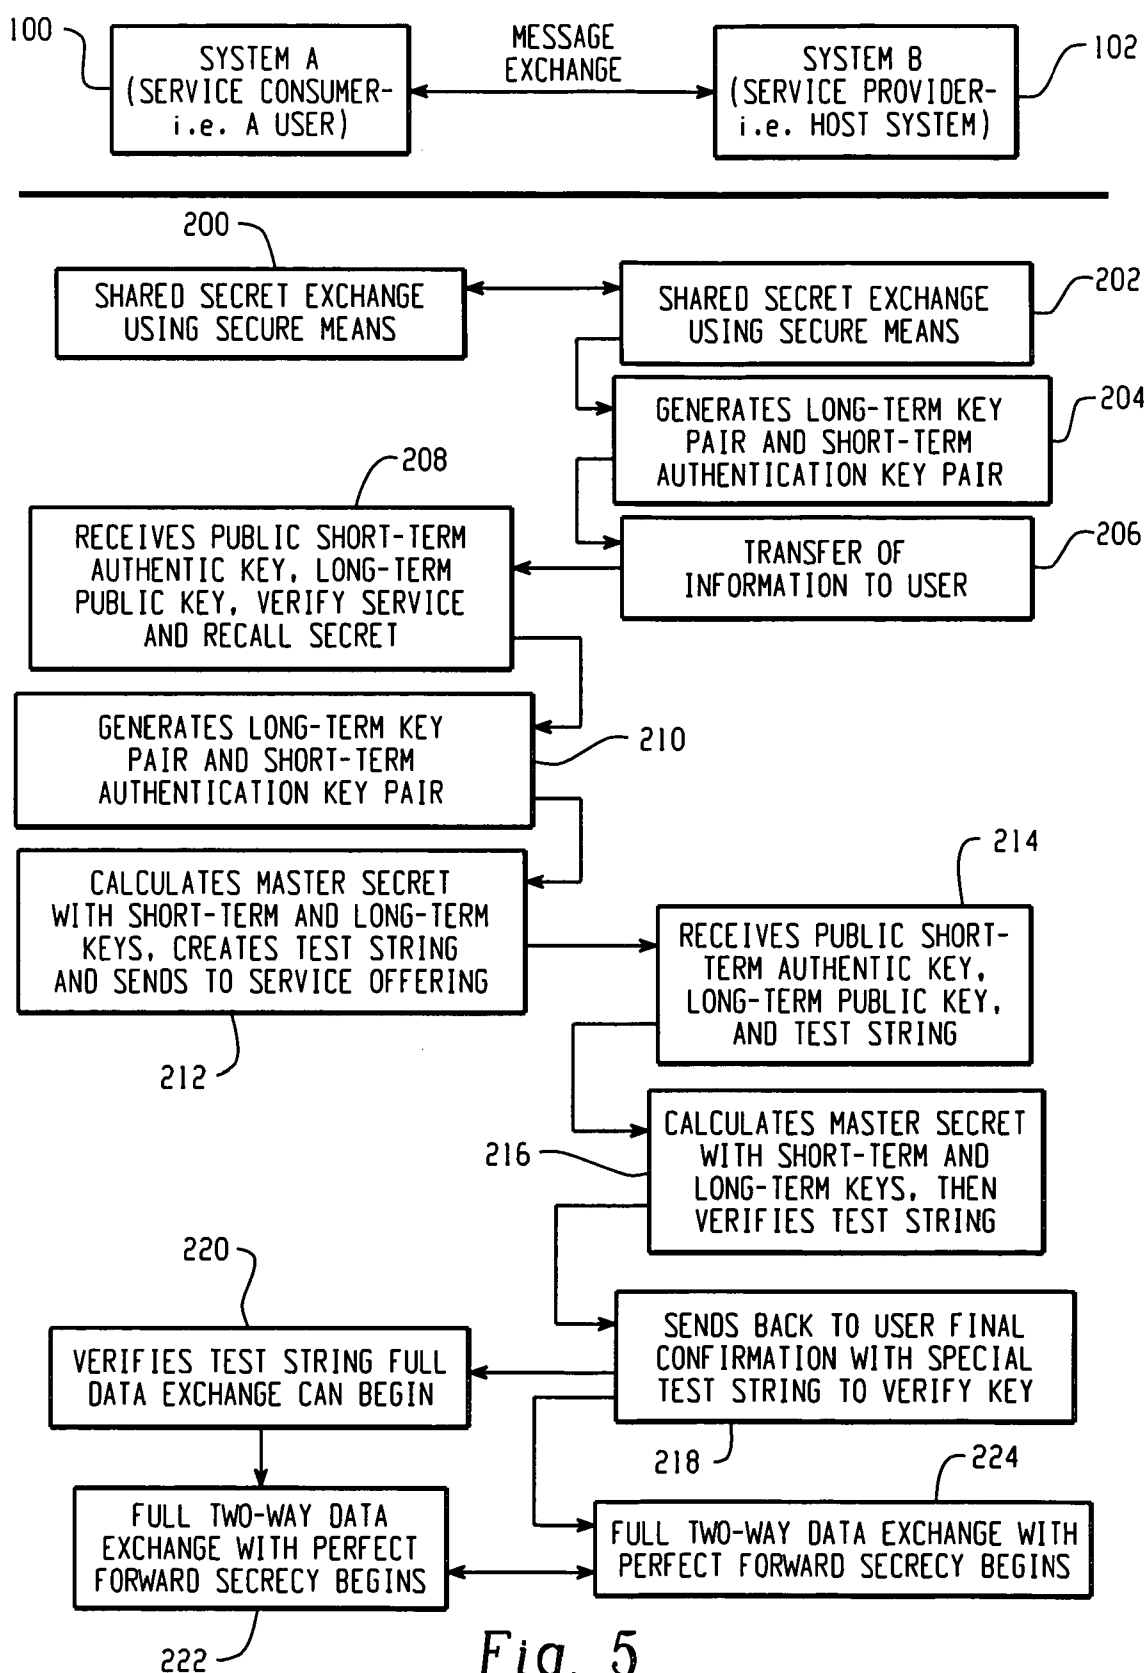 100
SYSTEM A
(SERVICE CONSUMER-
i.e. A USER)
MESSAGE
EXCHANGE
SYSTEM B
(SERVICE PROVIDER-
i.e. HOST SYSTEM)
102
200
SHARED SECRET EXCHANGE
USING SECURE MEANS
SHARED SECRET EXCHANGE
USING SECURE MEANS
202
GENERATES LONG-TERM KEY
PAIR AND SHORT-TERM
AUTHENTICATION KEY PAIR
204
TRANSFER OF
INFORMATION TO USER
206
208
RECEIVES PUBLIC SHORT-TERM
AUTHENTIC KEY, LONG-TERM
PUBLIC KEY, VERIFY SERVICE
AND RECALL SECRET
GENERATES LONG-TERM KEY
PAIR AND SHORT-TERM
AUTHENTICATION KEY PAIR
210
CALCULATES MASTER SECRET
WITH SHORT-TERM AND LONG-TERM
KEYS, CREATES TEST STRING
AND SENDS TO SERVICE OFFERING
212
214
RECEIVES PUBLIC SHORT-
TERM AUTHENTIC KEY,
LONG-TERM PUBLIC KEY,
AND TEST STRING
216
CALCULATES MASTER SECRET
WITH SHORT-TERM AND
LONG-TERM KEYS, THEN
VERIFIES TEST STRING
220
VERIFIES TEST STRING FULL
DATA EXCHANGE CAN BEGIN
SENDS BACK TO USER FINAL
CONFIRMATION WITH SPECIAL
TEST STRING TO VERIFY KEY
218
224
FULL TWO-WAY DATA
EXCHANGE WITH PERFECT
FORWARD SECRECY BEGINS
222
FULL TWO-WAY DATA EXCHANGE WITH
PERFECT FORWARD SECRECY BEGINS
Fig. 5